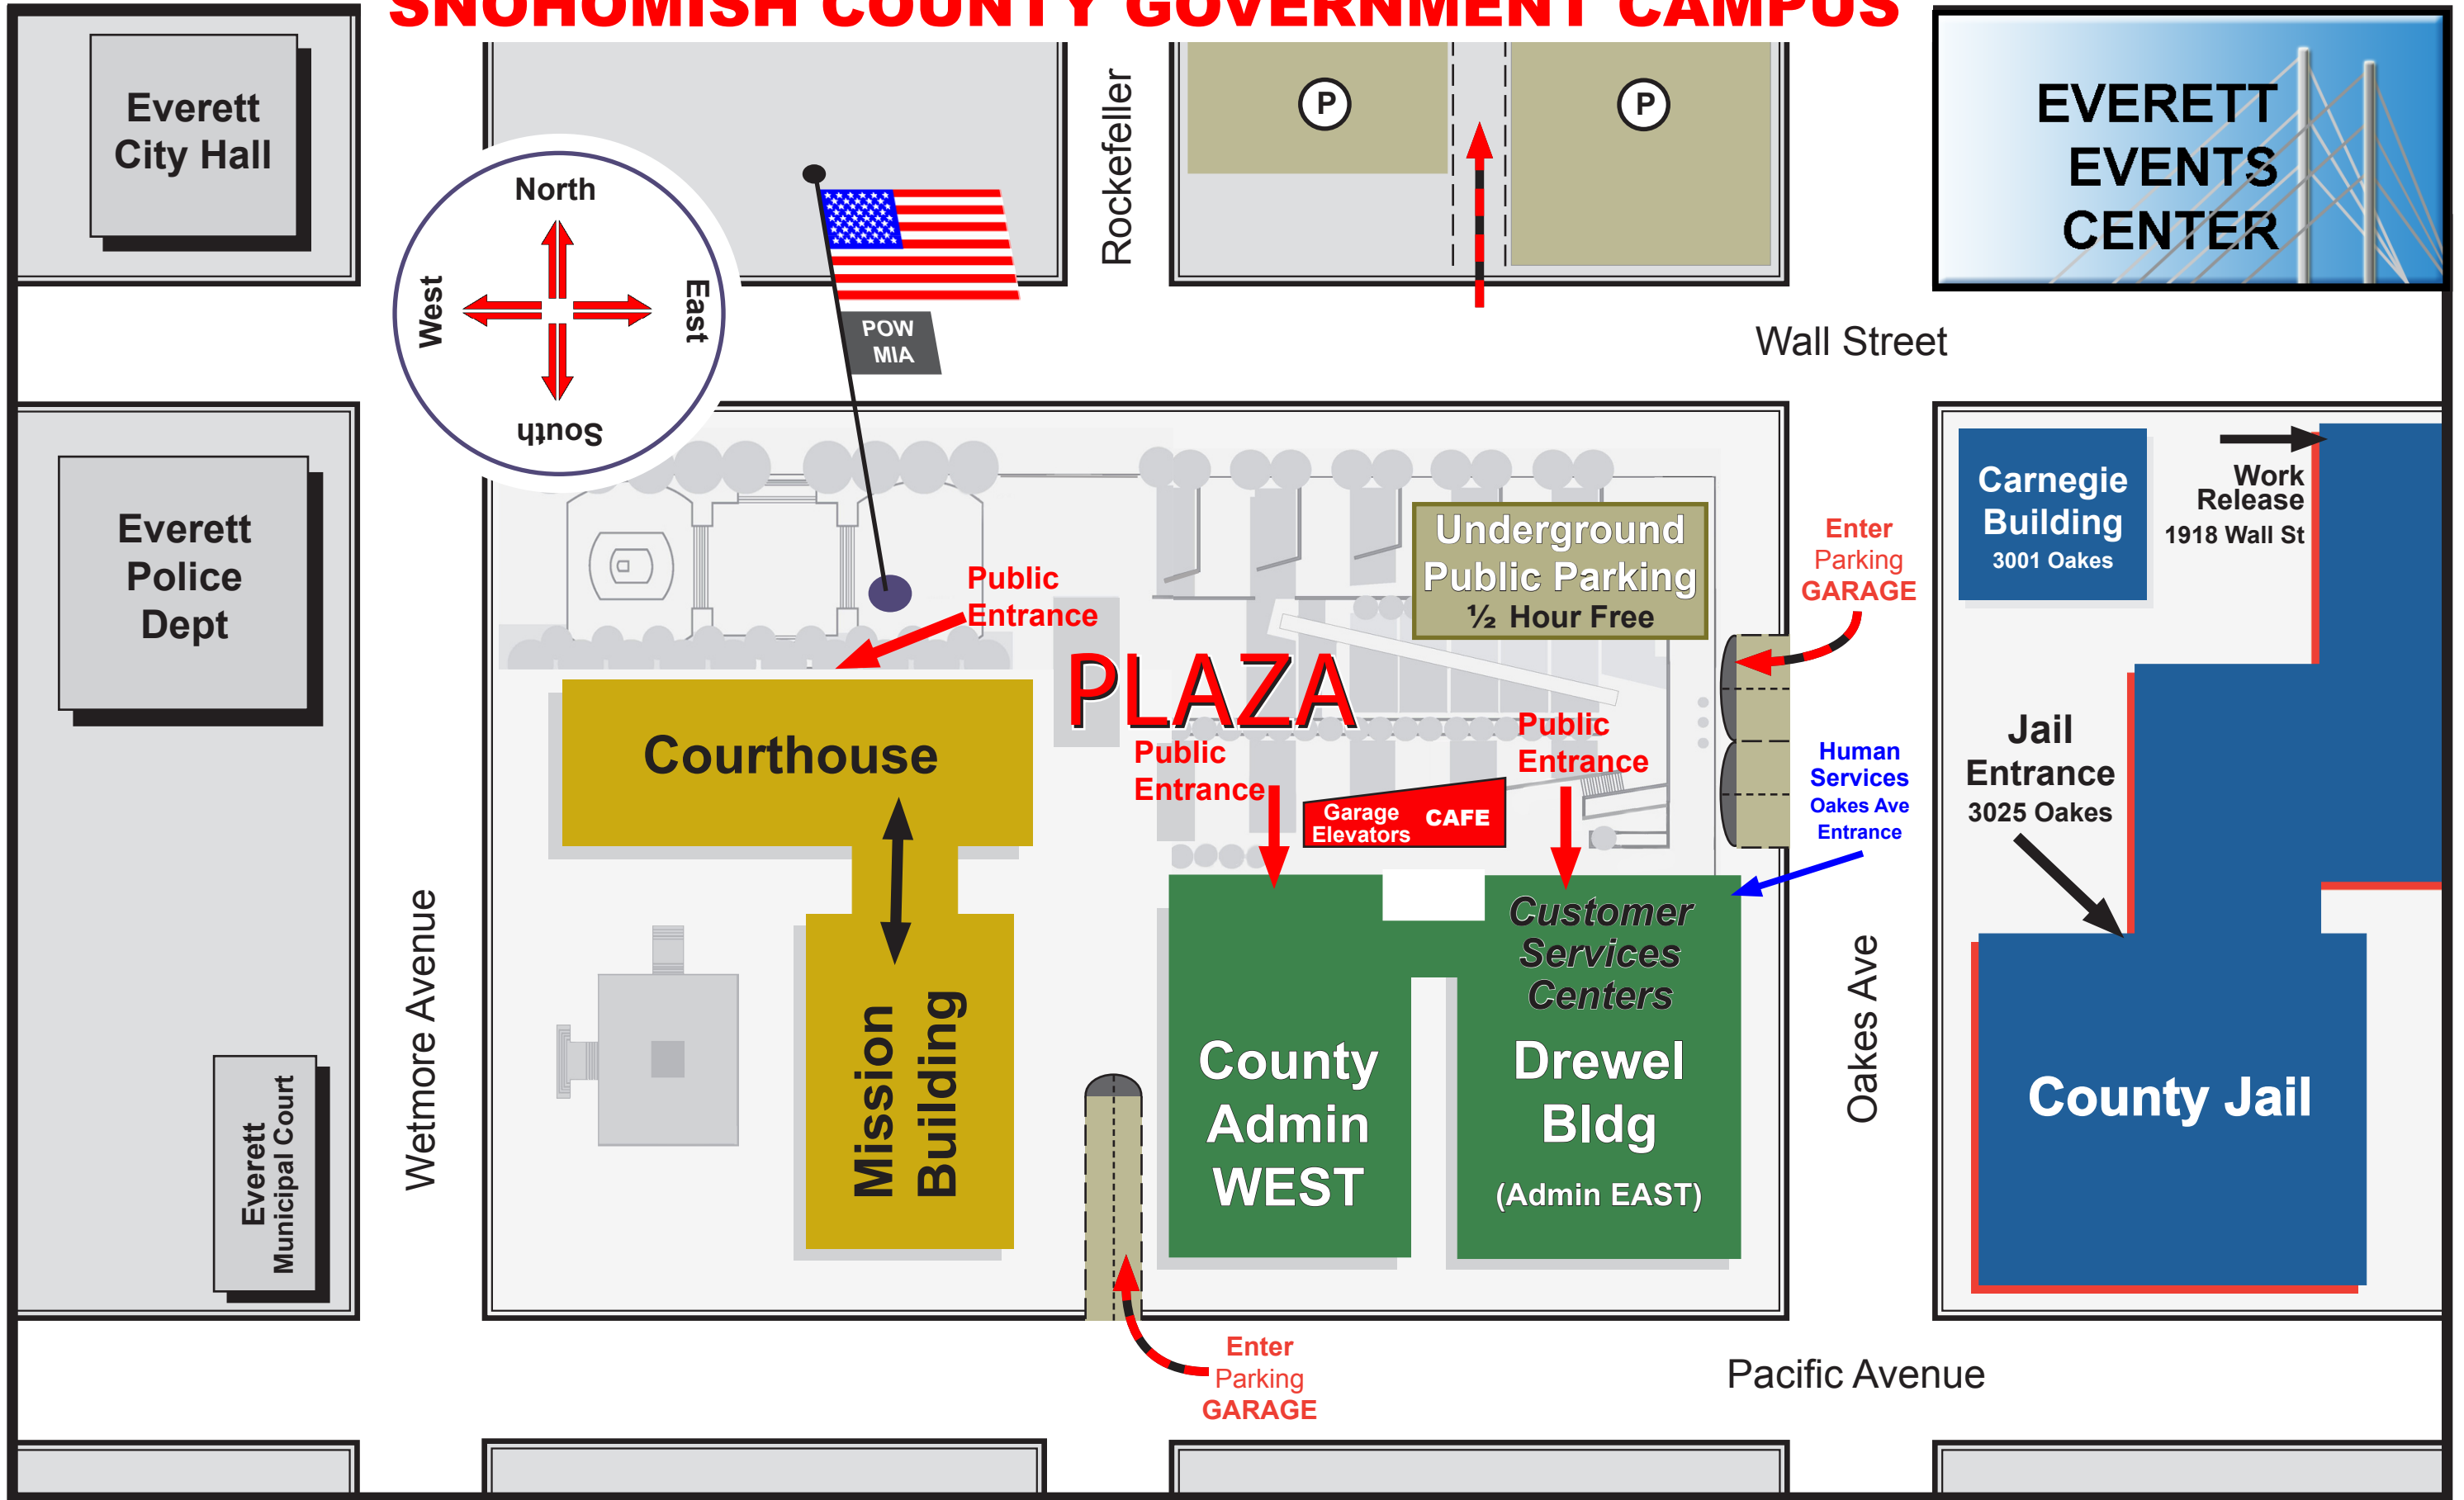 SNOHOMISH COUNTY GOVERNMENT CAMPUS
Everett
City Hall
North
West
East
South
POW
MIA
Rockefeller
P
P
EVERETT
EVENTS
CENTER
Wall Street
Everett
Police
Dept
Public
Entrance
Underground
Public Parking
½ Hour Free
Enter
Parking
GARAGE
Carnegie
Building
3001 Oakes
Work
Release
1918 Wall St
PLAZA
Courthouse
Public
Entrance
Public
Entrance
Garage
Elevators
CAFE
Human
Services
Oakes Ave
Entrance
Jail
Entrance
3025 Oakes
Wetmore Avenue
Mission
Building
County
Admin
WEST
Customer
Services
Centers
Drewel
Bldg
(Admin EAST)
Oakes Ave
County Jail
Everett
Municipal Court
Enter
Parking
GARAGE
Pacific Avenue